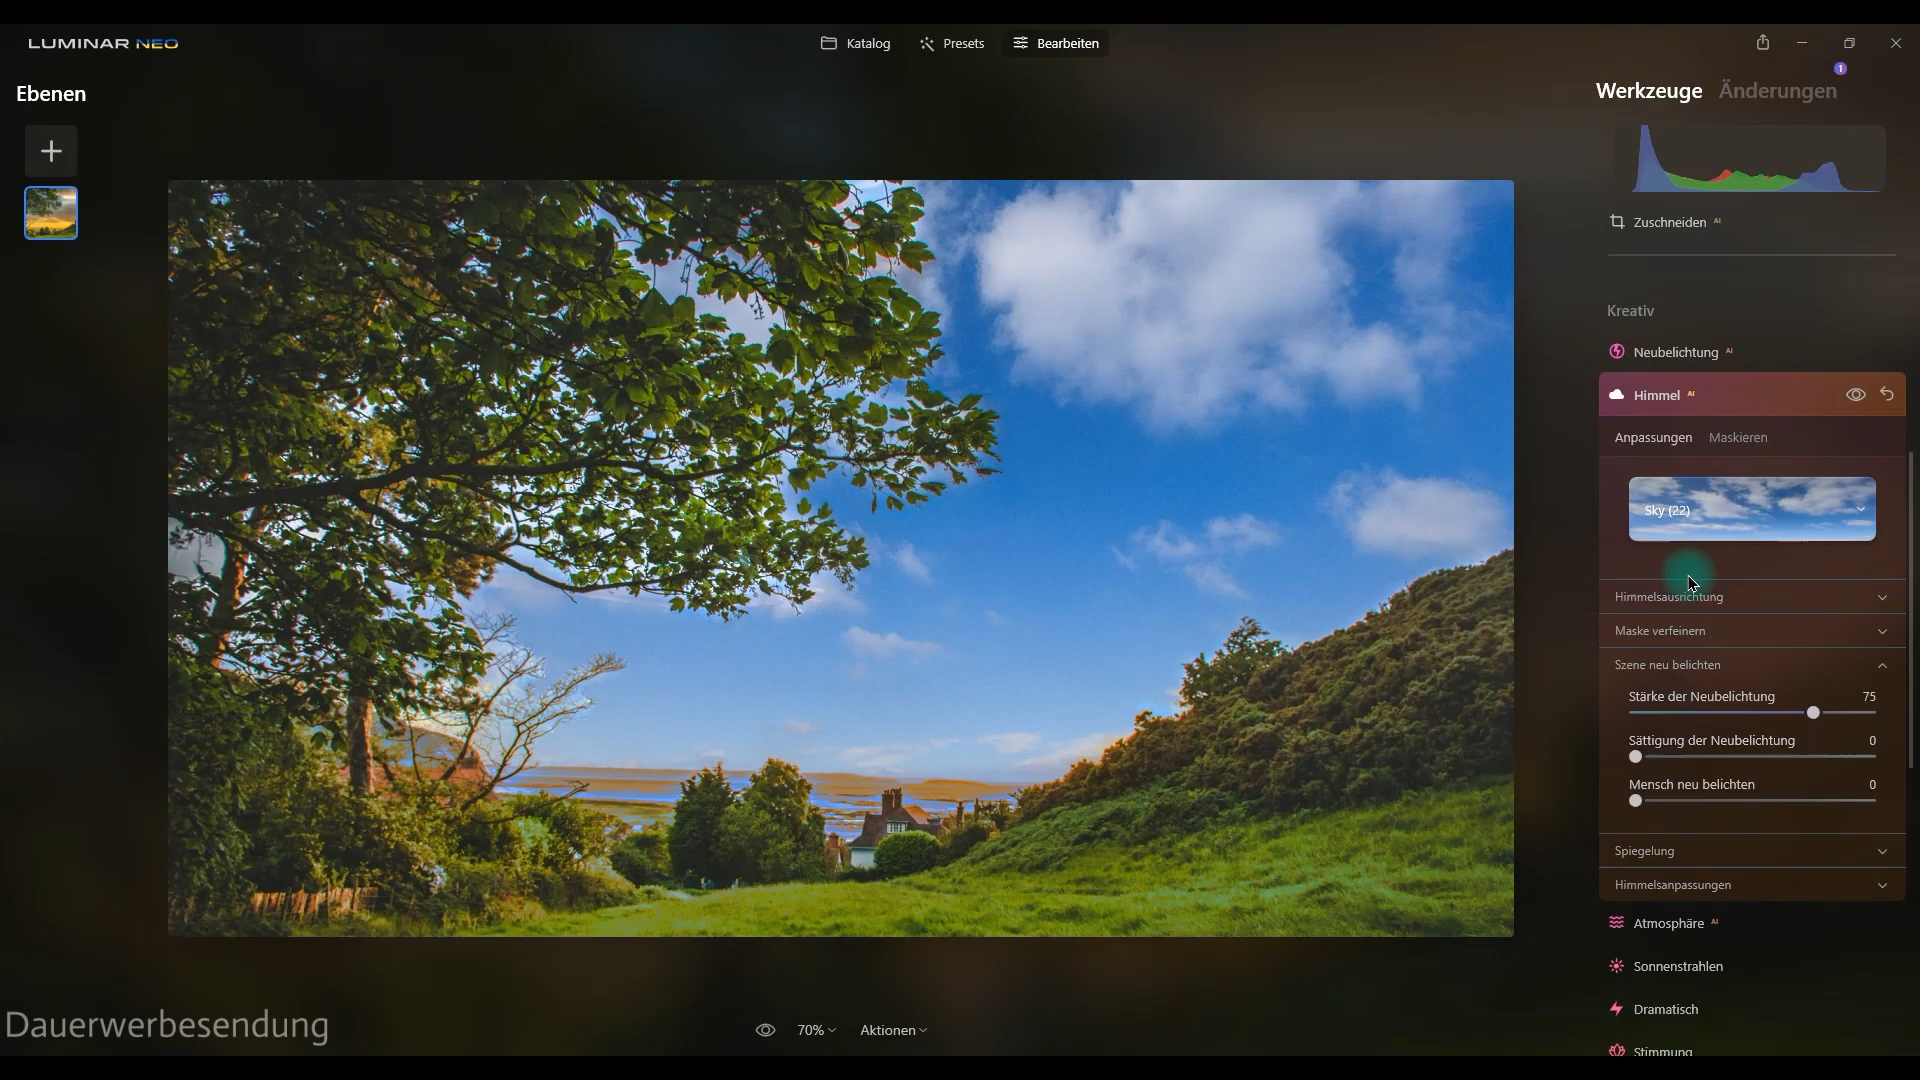 LUMINAR NEO
Katalog
Presets
Bearbeiten
1
Ebenen
Werkzeuge
Änderungen
Zuschneiden AI
Kreativ
Neubelichtung AI
Himmel AI
Anpassungen
Maskieren
Sky (22)
Himmelsausrichtung
Maske verfeinern
Szene neu belichten
Stärke der Neubelichtung 75
Sättigung der Neubelichtung 0
Mensch neu belichten 0
Spiegelung
Himmelsanpassungen
Atmosphäre AI
Sonnenstrahlen
Dramatisch
Stimmung
Dauerwerbesendung
70%
Aktionen